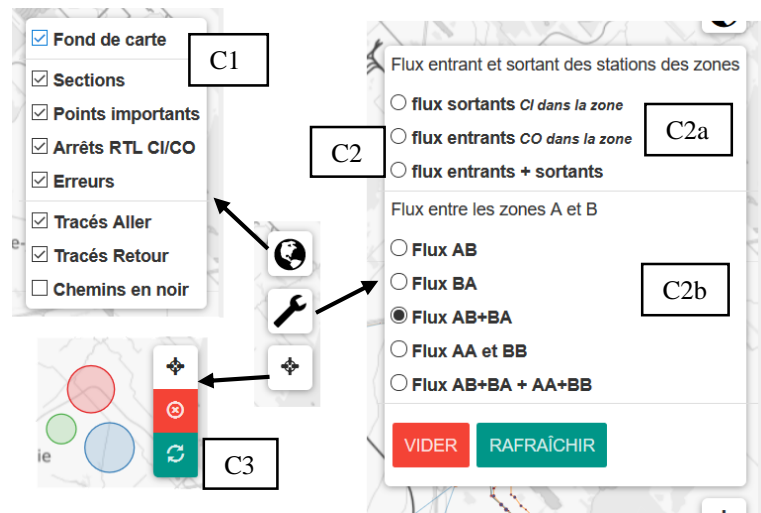 Fond de carte
C1
Sections
Points importants
Arrêts RTL CI/CO
Erreurs
Tracés Aller
Tracés Retour
Chemins en noir
e-
ie
C3
C2
Flux entrant et sortant des stations des zones
flux sortants CI dans la zone
flux entrants CO dans la zone
flux entrants + sortants
C2a
Flux entre les zones A et B
Flux AB
Flux BA
Flux AB+BA
Flux AA et BB
Flux AB+BA + AA+BB
C2b
VIDER
RAFRAÎCHIR